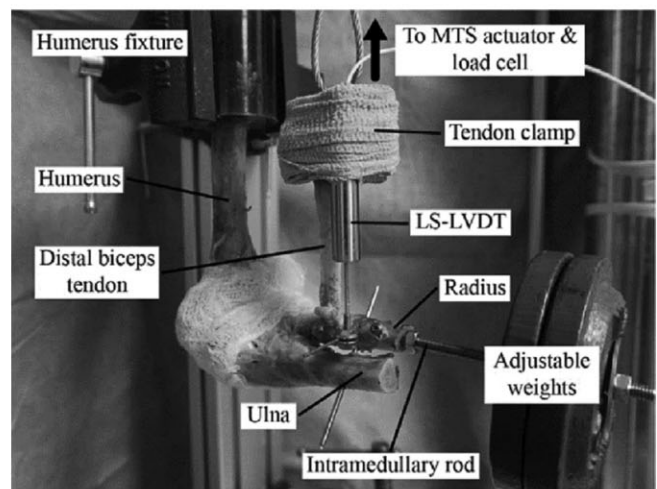 Humerus fixture
To MTS actuator &
load cell
Tendon clamp
Humerus
LS-LVDT
Distal biceps
tendon
Radius
Adjustable
weights
Ulna
Intramedullary rod